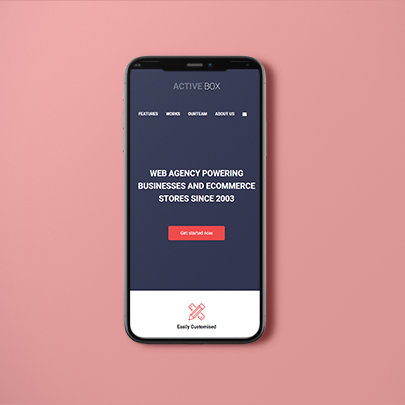 ACTIVE BOX
FEATURES WORKS OURTEAM ABOUT US
WEB AGENCY POWERING
BUSINESSES AND ECOMMERCE
STORES SINCE 2003
Get started now
Easily Customised